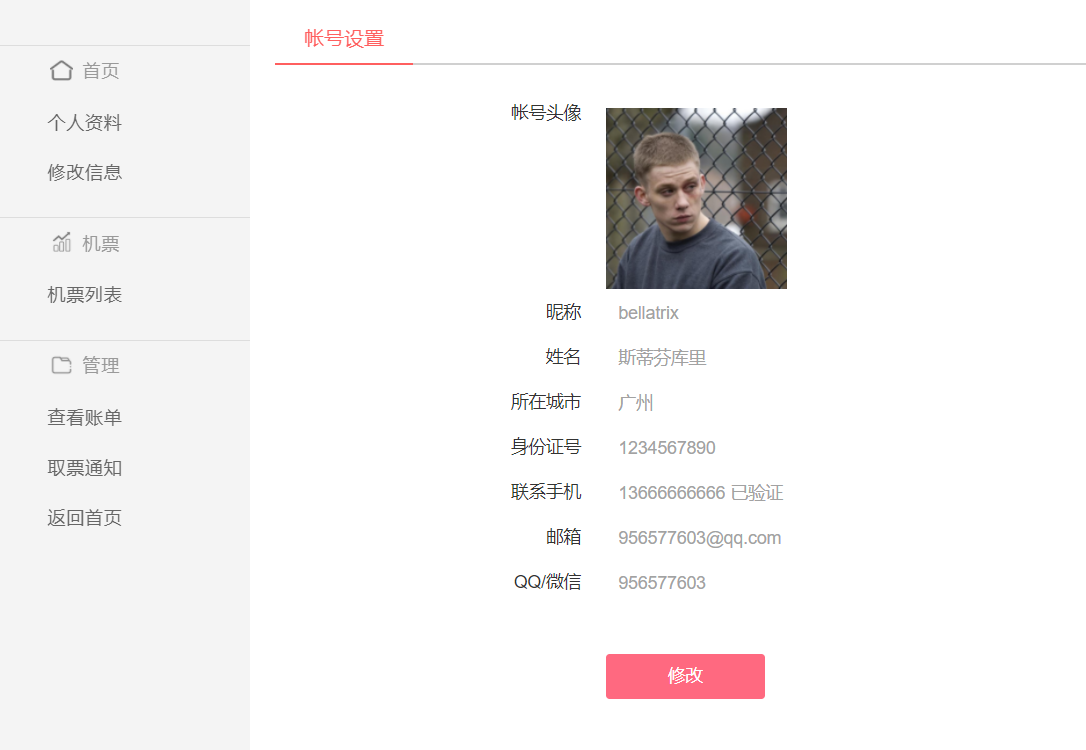 首页
个人资料
修改信息
机票
机票列表
管理
查看账单
取票通知
返回首页
帐号设置
帐号头像
昵称 bellatrix
姓名 斯蒂芬库里
所在城市 广州
身份证号 1234567890
联系手机 13666666666 已验证
邮箱 956577603@qq.com
QQ/微信 956577603
修改